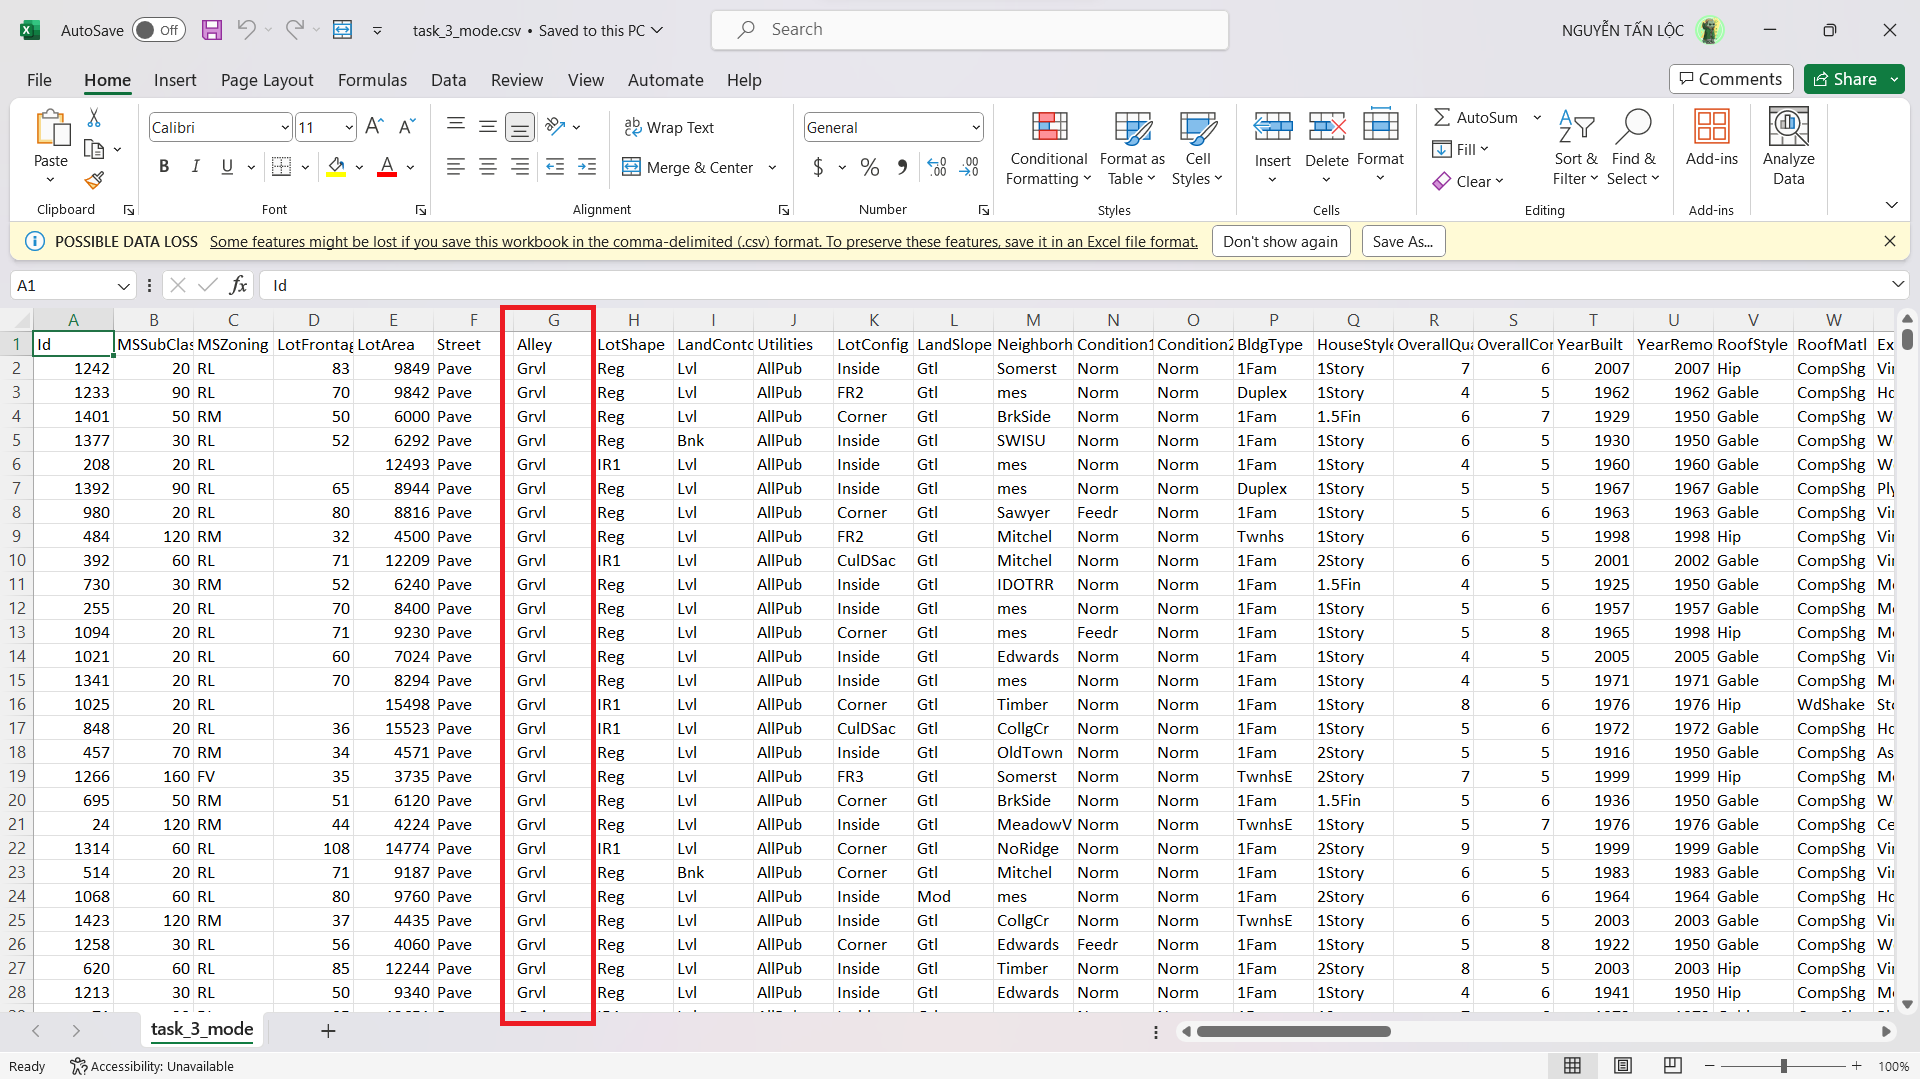 AutoSave Off task_3_mode.csv • Saved to this PC Search NGUYỄN TẤN LỘC
File Home Insert Page Layout Formulas Data Review View Automate Help Comments Share
Paste Calibri 11 Wrap Text General Conditional Formatting Format as Table Cell Styles Insert Delete Format AutoSum Fill Clear Sort & Filter Find & Select Add-ins Analyze Data
B I U Merge & Center $ % 9
Clipboard Font Alignment Number Styles Cells Editing Add-ins
POSSIBLE DATA LOSS Some features might be lost if you save this workbook in the comma-delimited (.csv) format. To preserve these features, save it in an Excel file format. Don't show again Save As...
A1 fx Id
A B C D E F G H I J K L M N O P Q R S T U V W
1 Id MSSubClas MSZoning LotFrontag LotArea Street Alley LotShape LandConto Utilities LotConfig LandSlope Neighborh Condition1 Condition2 BldgType HouseStyle OverallQua OverallCon YearBuilt YearRemo RoofStyle RoofMatl Ex
2 1242 20 RL 83 9849 Pave Grvl Reg Lvl AllPub Inside Gtl Somerst Norm Norm 1Fam 1Story 7 6 2007 2007 Hip CompShg Vir
3 1233 90 RL 70 9842 Pave Grvl Reg Lvl AllPub FR2 Gtl mes Norm Norm Duplex 1Story 4 5 1962 1962 Gable CompShg Hd
4 1401 50 RM 50 6000 Pave Grvl Reg Lvl AllPub Corner Gtl BrkSide Norm Norm 1Fam 1.5Fin 6 7 1929 1950 Gable CompShg W
5 1377 30 RL 52 6292 Pave Grvl Reg Bnk AllPub Inside Gtl SWISU Norm Norm 1Fam 1Story 6 5 1930 1950 Gable CompShg W
6 208 20 RL 12493 Pave Grvl IR1 Lvl AllPub Inside Gtl mes Norm Norm 1Fam 1Story 4 5 1960 1960 Gable CompShg W
7 1392 90 RL 65 8944 Pave Grvl Reg Lvl AllPub Inside Gtl mes Norm Norm Duplex 1Story 5 5 1967 1967 Gable CompShg Ply
8 980 20 RL 80 8816 Pave Grvl Reg Lvl AllPub Corner Gtl Sawyer Feedr Norm 1Fam 1Story 5 6 1963 1963 Gable CompShg Vir
9 484 120 RM 32 4500 Pave Grvl Reg Lvl AllPub FR2 Gtl Mitchel Norm Norm Twnhs 1Story 6 5 1998 1998 Hip CompShg Vir
10 392 60 RL 71 12209 Pave Grvl IR1 Lvl AllPub CulDSac Gtl Mitchel Norm Norm 1Fam 2Story 6 5 2001 2002 Gable CompShg Vir
11 730 30 RM 52 6240 Pave Grvl Reg Lvl AllPub Inside Gtl IDOTRR Norm Norm 1Fam 1.5Fin 4 5 1925 1950 Gable CompShg Me
12 255 20 RL 70 8400 Pave Grvl Reg Lvl AllPub Inside Gtl mes Norm Norm 1Fam 1Story 5 6 1957 1957 Gable CompShg Me
13 1094 20 RL 71 9230 Pave Grvl Reg Lvl AllPub Corner Gtl mes Feedr Norm 1Fam 1Story 5 8 1965 1998 Hip CompShg Me
14 1021 20 RL 60 7024 Pave Grvl Reg Lvl AllPub Inside Gtl Edwards Norm Norm 1Fam 1Story 4 5 2005 2005 Gable CompShg Vir
15 1341 20 RL 70 8294 Pave Grvl Reg Lvl AllPub Inside Gtl mes Norm Norm 1Fam 1Story 4 5 1971 1971 Gable CompShg Me
16 1025 20 RL 15498 Pave Grvl IR1 Lvl AllPub Corner Gtl Timber Norm Norm 1Fam 1Story 8 6 1976 1976 Hip WdShake Sto
17 848 20 RL 36 15523 Pave Grvl IR1 Lvl AllPub CulDSac Gtl CollgCr Norm Norm 1Fam 1Story 5 6 1972 1972 Gable CompShg Hd
18 457 70 RM 34 4571 Pave Grvl Reg Lvl AllPub Inside Gtl OldTown Norm Norm 1Fam 2Story 5 5 1916 1950 Gable CompShg As
19 1266 160 FV 35 3735 Pave Grvl Reg Lvl AllPub FR3 Gtl Somerst Norm Norm TwnhsE 2Story 7 5 1999 1999 Hip CompShg Me
20 695 50 RM 51 6120 Pave Grvl Reg Lvl AllPub Corner Gtl BrkSide Norm Norm 1Fam 1.5Fin 5 6 1936 1950 Gable CompShg W
21 24 120 RM 44 4224 Pave Grvl Reg Lvl AllPub Inside Gtl MeadowV Norm Norm TwnhsE 1Story 5 7 1976 1976 Gable CompShg Ce
22 1314 60 RL 108 14774 Pave Grvl IR1 Lvl AllPub Corner Gtl NoRidge Norm Norm 1Fam 2Story 9 5 1999 1999 Gable CompShg Vir
23 514 20 RL 71 9187 Pave Grvl Reg Bnk AllPub Corner Gtl Mitchel Norm Norm 1Fam 1Story 6 5 1983 1983 Gable CompShg Vir
24 1068 60 RL 80 9760 Pave Grvl Reg Lvl AllPub Inside Mod mes Norm Norm 1Fam 2Story 6 6 1964 1964 Gable CompShg Hd
25 1423 120 RM 37 4435 Pave Grvl Reg Lvl AllPub Inside Gtl CollgCr Norm Norm TwnhsE 1Story 6 5 2003 2003 Gable CompShg Vir
26 1258 30 RL 56 4060 Pave Grvl Reg Lvl AllPub Corner Gtl Edwards Feedr Norm 1Fam 1Story 5 8 1922 1950 Gable CompShg W
27 620 60 RL 85 12244 Pave Grvl Reg Lvl AllPub Inside Gtl Timber Norm Norm 1Fam 2Story 8 5 2003 2003 Hip CompShg Vir
28 1213 30 RL 50 9340 Pave Grvl Reg Lvl AllPub Inside Gtl Edwards Norm Norm 1Fam 1Story 4 6 1941 1950 Hip CompShg Me
task_3_mode
Ready Accessibility: Unavailable 100%